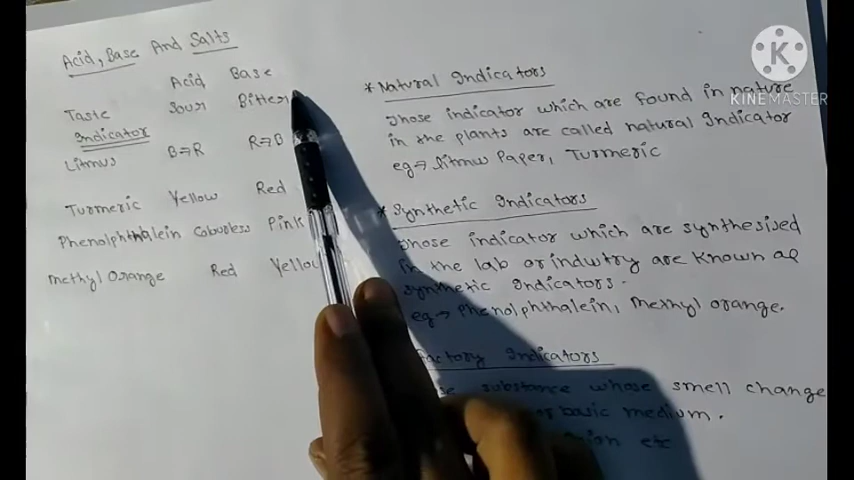 Acid, Base And Salts
Acid Base
Taste Sour Bitter
Indicator
Litmus B→R R→B
Turmeric Yellow Red
Phenolphthalein Colourless Pink
Methyl Orange Red Yellow
* Natural Indicators
Those indicator which are found in nature
in the plants are called natural Indicator
eg→ litmus Paper, Turmeric
* Synthetic Indicators
Those indicator which are synthesised
in the lab or industry are known as
synthetic Indicators.
eg→ Phenolphthalein, Methyl orange.
Factory Indicators
substance whose smell change
or basic medium.
etc
K
KINEMASTER